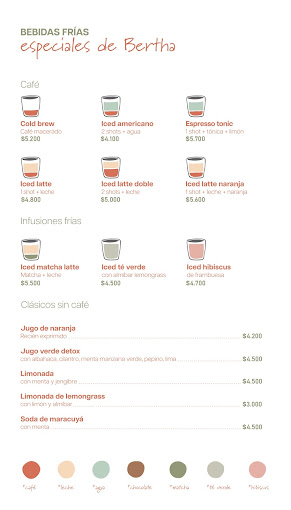 BEBIDAS FRÍAS
especiales de Bertha
Café
Cold brew
Café macerado
$5.200
Iced americano
2 shots + agua
$4.100
Espresso tonic
1 shot + tónica + limón
$5.700
Iced latte
1 shot + leche
$4.800
Iced latte doble
2 shots + leche
$5.000
Iced latte naranja
1 shot + leche + naranja
$5.600
Infusiones frías
Iced matcha latte
Matcha + leche
$5.500
Iced té verde
con almíbar lemongrass
$4.500
Iced hibiscus
de frambuesa
$4.700
Clásicos sin café
Jugo de naranja
Recién exprimido $4.200
Jugo verde detox
con albahaca, cilantro, menta manzana verde, pepino, lima $4.500
Limonada
con menta y jengibre $4.500
Limonada de lemongrass
con limón y almíbar $3.000
Soda de maracuyá
con menta $4.500
*café *leche *agua *chocolate *matcha *té verde *hibiscus